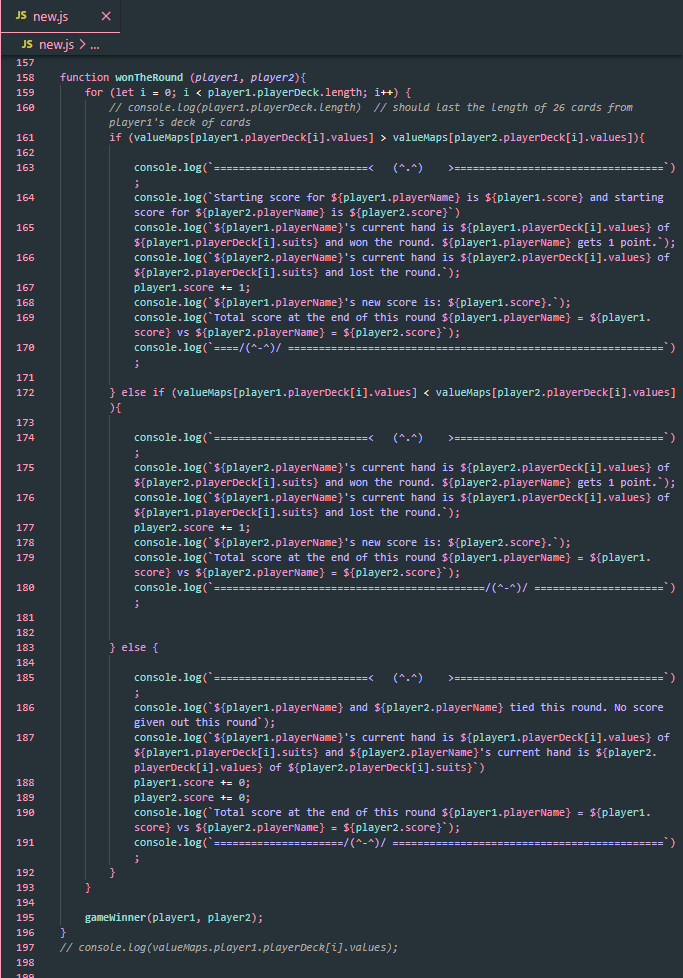 JS new.js ×
JS new.js > ...
157
158 function wonTheRound (player1, player2){
159 for (let i = 0; i < player1.playerDeck.length; i++) {
160 // console.log(player1.playerDeck.length)  // should last the length of 26 cards from
player1's deck of cards
161 if (valueMaps[player1.playerDeck[i].values] > valueMaps[player2.playerDeck[i].values]){
162
163 console.log(`=========================<   (^.^)    >==================================`)
;
164 console.log(`Starting score for ${player1.playerName} is ${player1.score} and starting
score for ${player2.playerName} is ${player2.score}`)
165 console.log(`${player1.playerName}'s current hand is ${player1.playerDeck[i].values} of
${player1.playerDeck[i].suits} and won the round. ${player1.playerName} gets 1 point.`);
166 console.log(`${player2.playerName}'s current hand is ${player2.playerDeck[i].values} of
${player2.playerDeck[i].suits} and lost the round.`);
167 player1.score += 1;
168 console.log(`${player1.playerName}'s new score is: ${player1.score}.`);
169 console.log(`Total score at the end of this round ${player1.playerName} = ${player1.
score} vs ${player2.playerName} = ${player2.score}`);
170 console.log(`====/(^-^)/ =============================================================`)
;
171
172 } else if (valueMaps[player1.playerDeck[i].values] < valueMaps[player2.playerDeck[i].values]
){
173
174 console.log(`=========================<   (^.^)    >==================================`)
;
175 console.log(`${player2.playerName}'s current hand is ${player2.playerDeck[i].values} of
${player2.playerDeck[i].suits} and won the round. ${player2.playerName} gets 1 point.`);
176 console.log(`${player1.playerName}'s current hand is ${player1.playerDeck[i].values} of
${player1.playerDeck[i].suits} and lost the round.`);
177 player2.score += 1;
178 console.log(`${player2.playerName}'s new score is: ${player2.score}.`);
179 console.log(`Total score at the end of this round ${player1.playerName} = ${player1.
score} vs ${player2.playerName} = ${player2.score}`);
180 console.log(`============================================/(^-^)/ =====================`)
;
181
182
183 } else {
184
185 console.log(`=========================<   (^.^)    >==================================`)
;
186 console.log(`${player1.playerName} and ${player2.playerName} tied this round. No score
given out this round`);
187 console.log(`${player1.playerName}'s current hand is ${player1.playerDeck[i].values} of
${player1.playerDeck[i].suits} and ${player2.playerName}'s current hand is ${player2.
playerDeck[i].values} of ${player2.playerDeck[i].suits}`)
188 player1.score += 0;
189 player2.score += 0;
190 console.log(`Total score at the end of this round ${player1.playerName} = ${player1.
score} vs ${player2.playerName} = ${player2.score}`);
191 console.log(`=====================/(^-^)/ ============================================`)
;
192 }
193 }
194
195 gameWinner(player1, player2);
196 }
197 // console.log(valueMaps.player1.playerDeck[i].values);
198
199